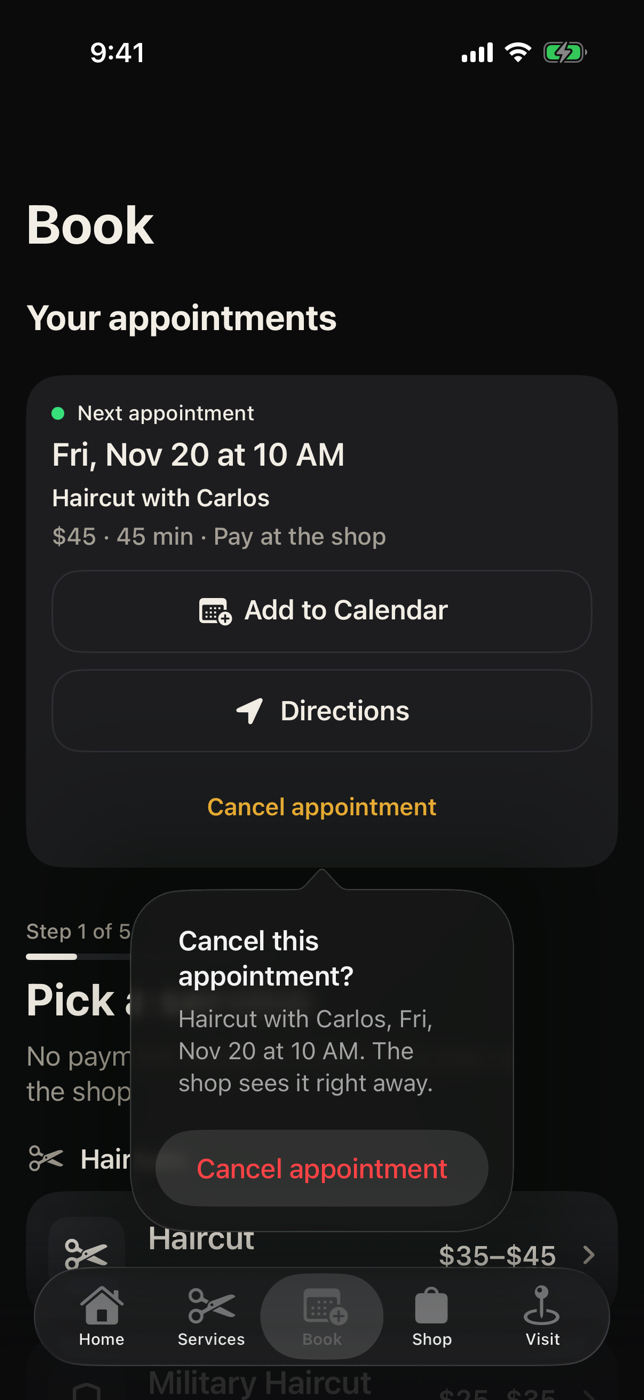 9:41
Book
Your appointments
Next appointment
Fri, Nov 20 at 10 AM
Haircut with Carlos
$45 · 45 min · Pay at the shop
Add to Calendar
Directions
Cancel appointment
Step 1 of 5
Pick a
No paym
the shop
Hair
Cancel this
appointment?
Haircut with Carlos, Fri,
Nov 20 at 10 AM. The
shop sees it right away.
Cancel appointment
Haircut
$35–$45
Home
Services
Book
Shop
Visit
Military Haircut
$25–$35